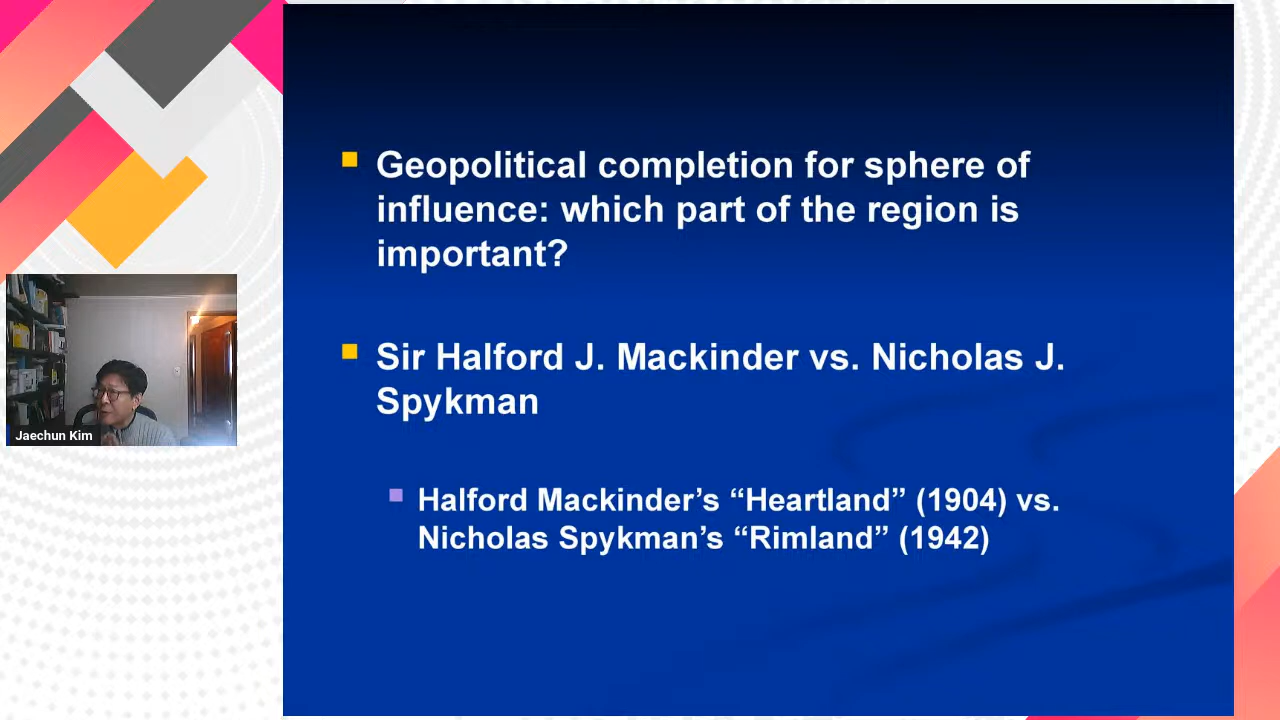 Geopolitical completion for sphere of
influence: which part of the region is
important?
Sir Halford J. Mackinder vs. Nicholas J.
Spykman
Halford Mackinder’s “Heartland” (1904) vs.
Nicholas Spykman’s “Rimland” (1942)
Jaechun Kim